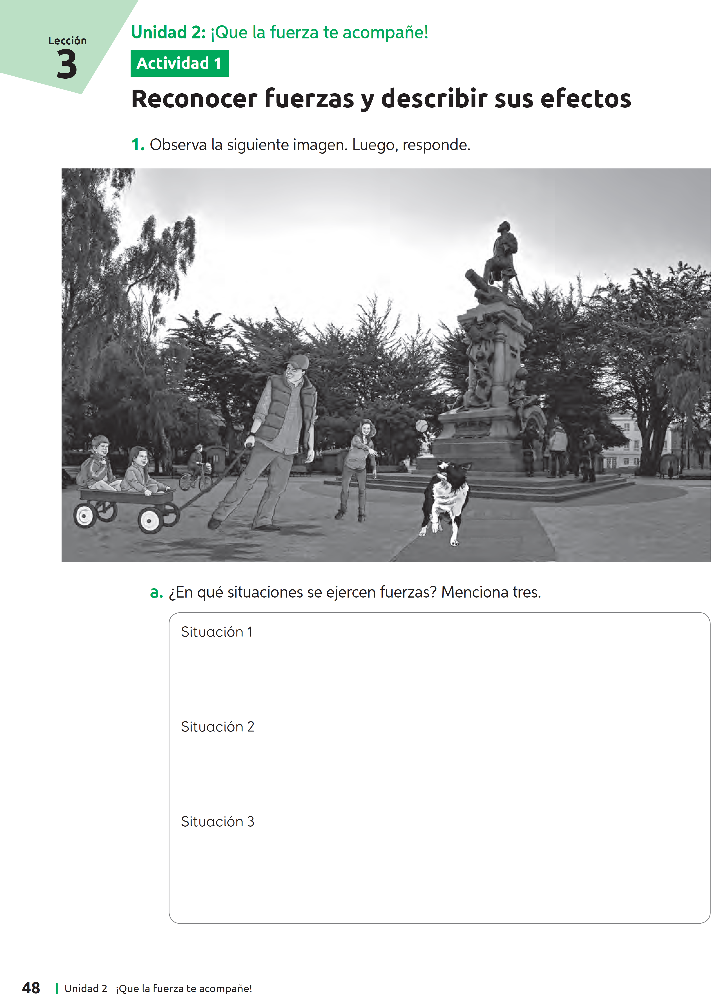 Lección
3
Unidad 2: ¡Que la fuerza te acompañe!
Actividad 1
Reconocer fuerzas y describir sus efectos
1. Observa la siguiente imagen. Luego, responde.
a. ¿En qué situaciones se ejercen fuerzas? Menciona tres.
Situación 1
Situación 2
Situación 3
48 Unidad 2 - ¡Que la fuerza te acompañe!